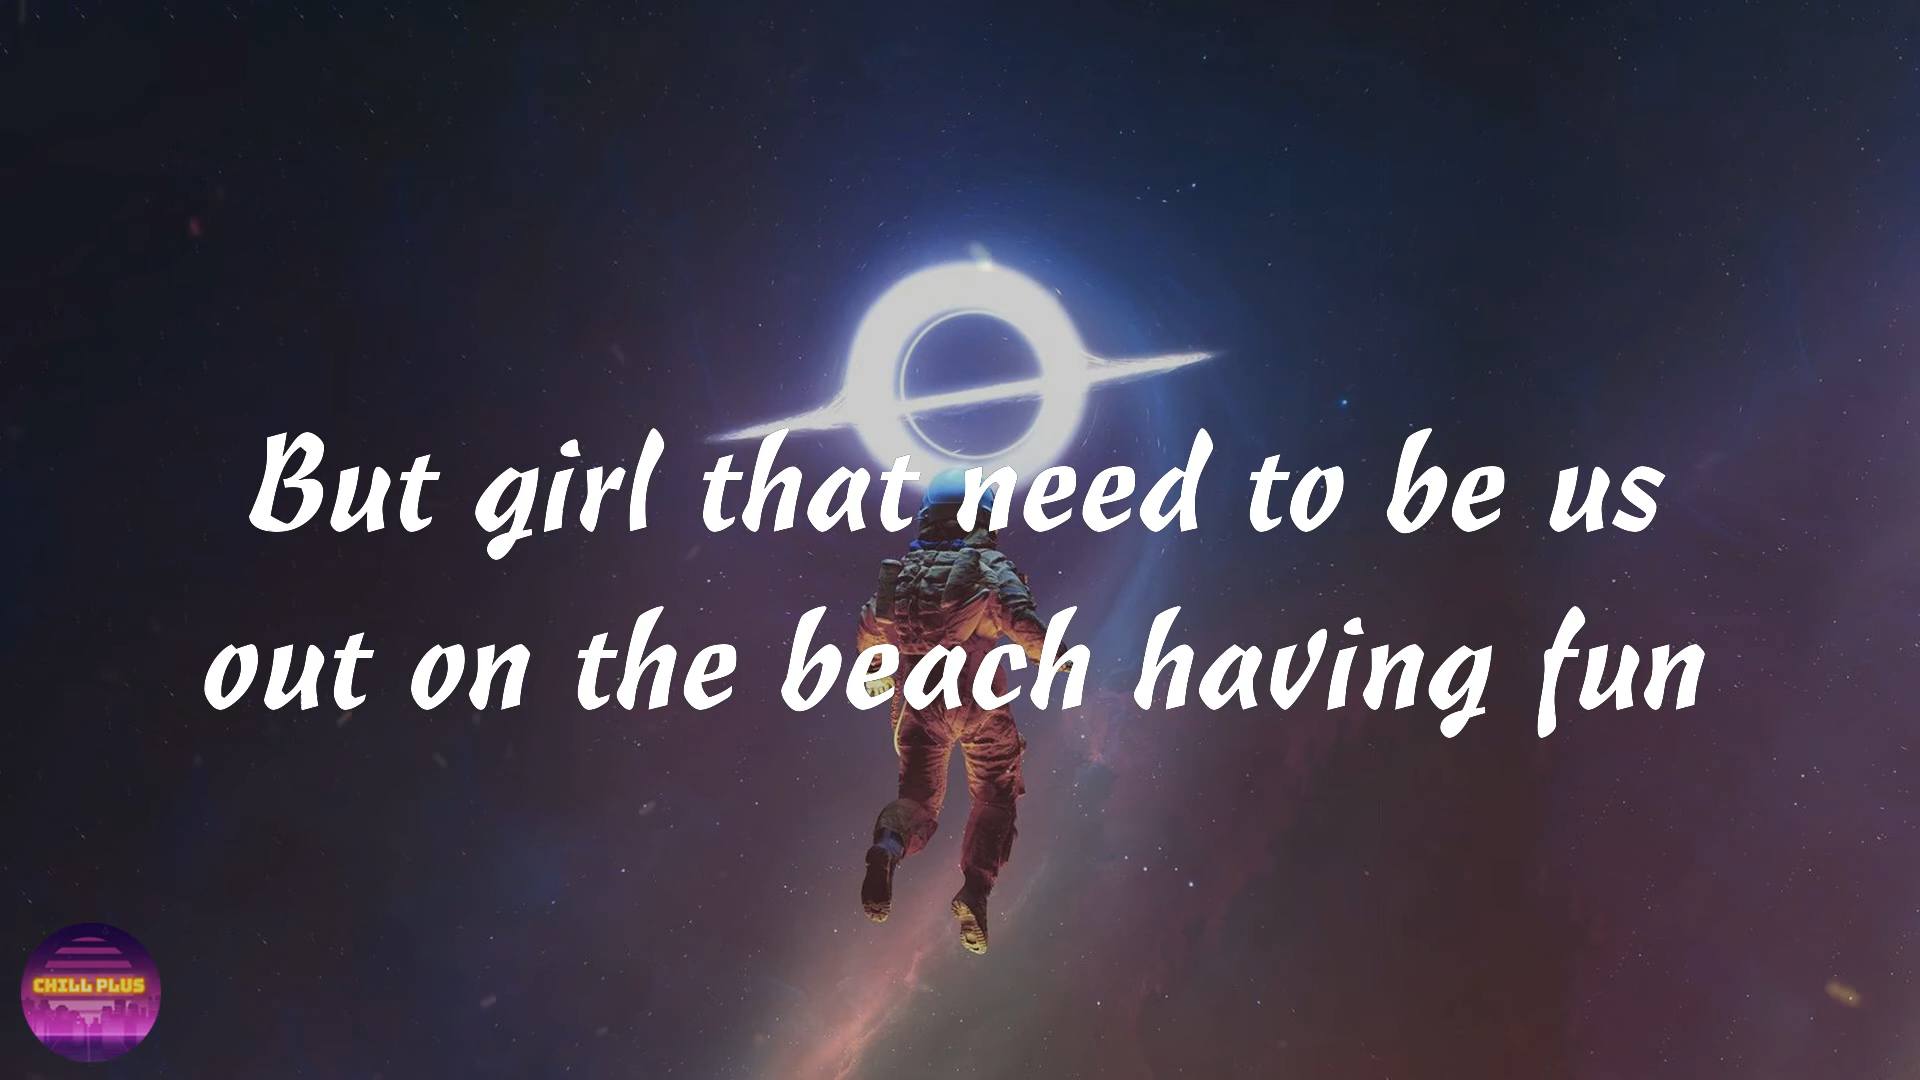 But girl that need to be us
out on the beach having fun
CHILL PLUS